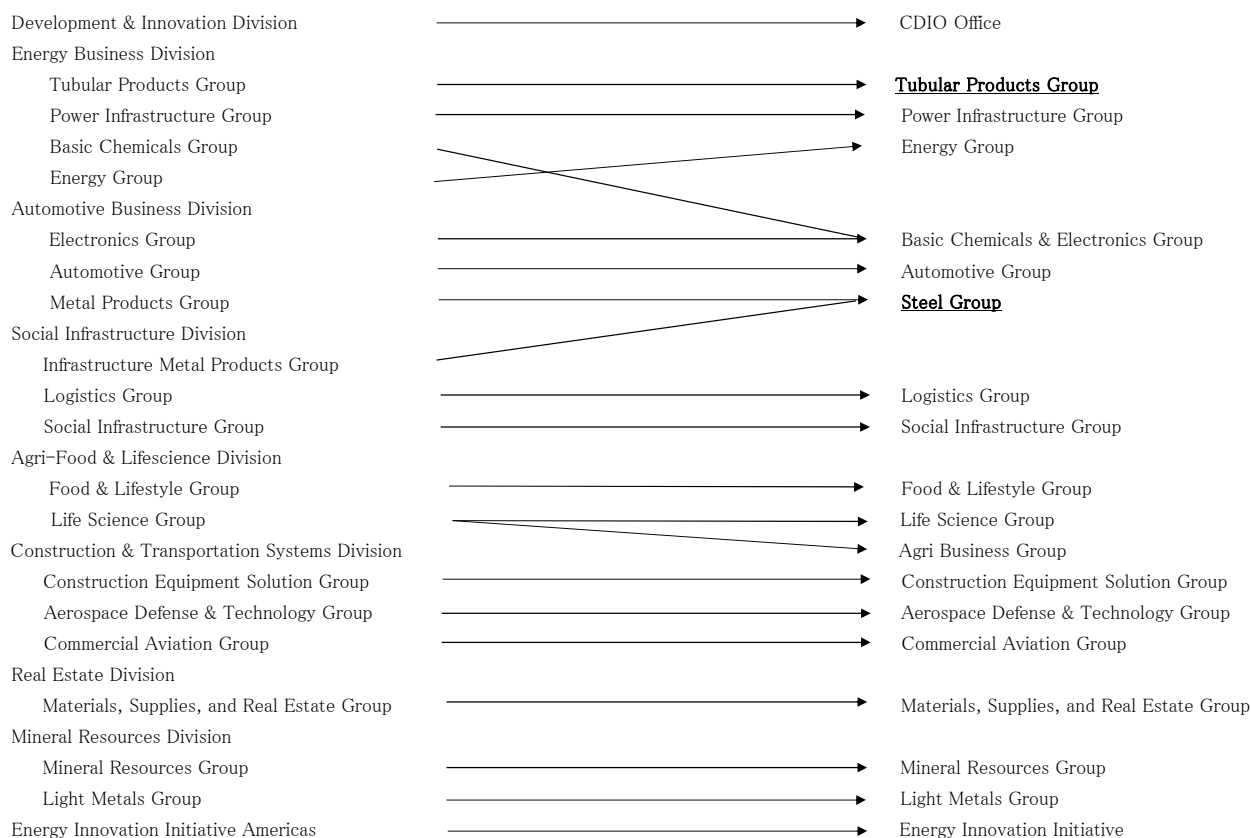 Development & Innovation Division CDIO Office
Energy Business Division
Tubular Products Group Tubular Products Group
Power Infrastructure Group Power Infrastructure Group
Basic Chemicals Group Energy Group
Energy Group
Automotive Business Division
Electronics Group Basic Chemicals & Electronics Group
Automotive Group Automotive Group
Metal Products Group Steel Group
Social Infrastructure Division
Infrastructure Metal Products Group
Logistics Group Logistics Group
Social Infrastructure Group Social Infrastructure Group
Agri-Food & Lifescience Division
Food & Lifestyle Group Food & Lifestyle Group
Life Science Group Life Science Group
Construction & Transportation Systems Division Agri Business Group
Construction Equipment Solution Group Construction Equipment Solution Group
Aerospace Defense & Technology Group Aerospace Defense & Technology Group
Commercial Aviation Group Commercial Aviation Group
Real Estate Division
Materials, Supplies, and Real Estate Group Materials, Supplies, and Real Estate Group
Mineral Resources Division
Mineral Resources Group Mineral Resources Group
Light Metals Group Light Metals Group
Energy Innovation Initiative Americas Energy Innovation Initiative